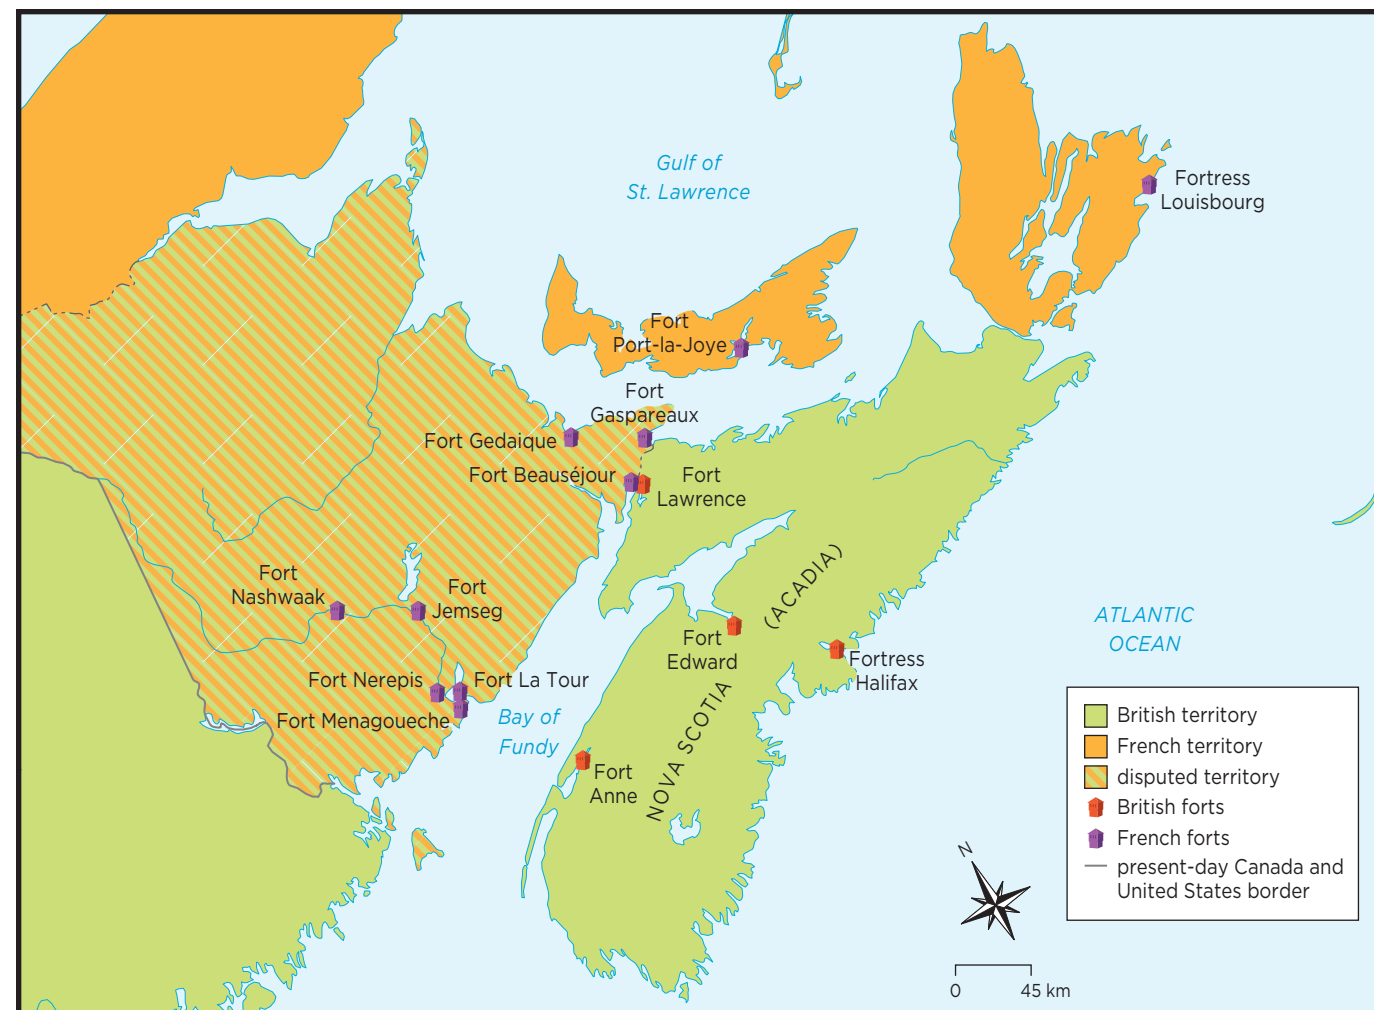 Gulf of
St. Lawrence
Fortress
Louisbourg
Fort
Port-la-Joye
Fort
Gaspareaux
Fort Gedaique
Fort Beauséjour
Fort
Lawrence
Fort
Nashwaak
Fort
Jemseg
(ACADIA)
ATLANTIC
OCEAN
Fort
Edward
Fortress
Halifax
Fort Nerepis
Fort La Tour
Fort Menagoueche
Bay of
Fundy
NOVA SCOTIA
Fort
Anne
British territory
French territory
disputed territory
British forts
French forts
present-day Canada and
United States border
N
0 45 km